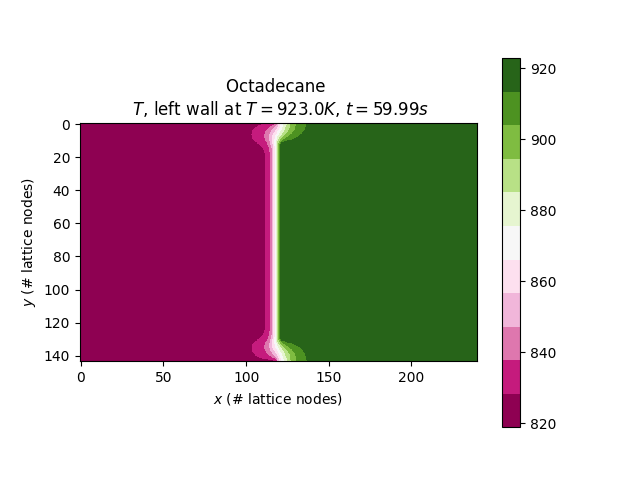 Octadecane
T, left wall at T = 923.0K, t = 59.99s
0
20
40
60
80
100
120
140
y (# lattice nodes)
0 50 100 150 200
x (# lattice nodes)
920
900
880
860
840
820